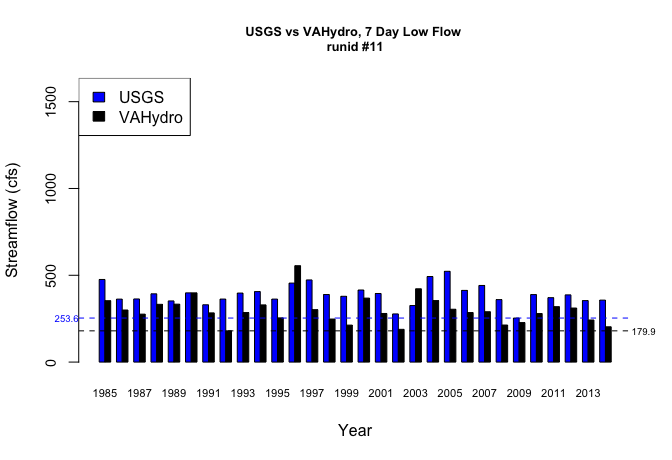 USGS vs VAHydro, 7 Day Low Flow
runid #11
USGS
VAHydro
Streamflow (cfs)
1500
1000
500
0
253.6
179.9
1985 1987 1989 1991 1993 1995 1997 1999 2001 2003 2005 2007 2009 2011 2013
Year